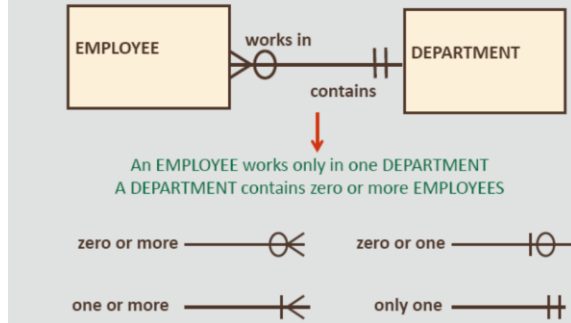 EMPLOYEE
works in
DEPARTMENT
contains
An EMPLOYEE works only in one DEPARTMENT
A DEPARTMENT contains zero or more EMPLOYEES
zero or more
zero or one
one or more
only one